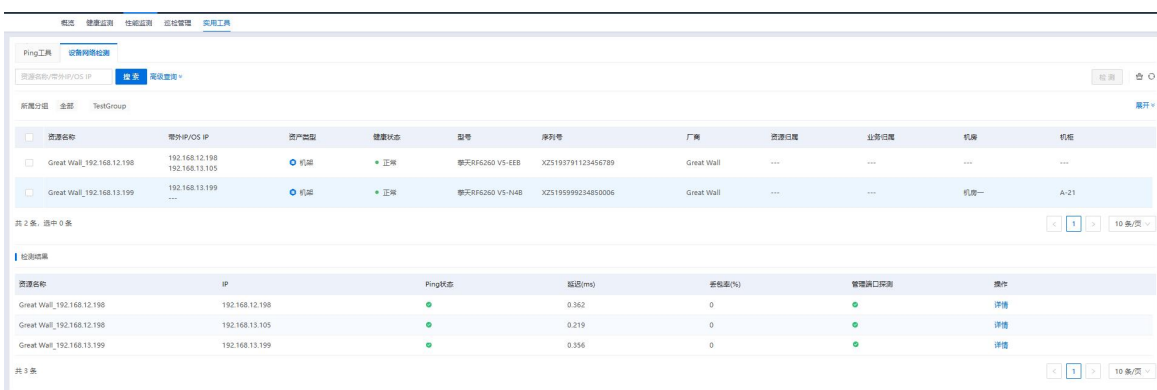 概览 健康监测 性能监测 巡检管理 实用工具
Ping工具 设备网络检测
资源名称/带外IP/OS IP 搜索 高级查询 检测
所属分组 全部 TestGroup 展开
资源名称 带外IP/OS IP 资产类型 健康状态 型号 序列号 厂商 资源归属 业务归属 机房 机柜
Great Wall_192.168.12.198 192.168.12.198 机架 正常 擎天RF6260 V5-EEB XZ5193791123456789 Great Wall --- --- --- ---
192.168.13.105
Great Wall_192.168.13.199 192.168.13.199 机架 正常 擎天RF6260 V5-N4B XZ5195999234850006 Great Wall --- --- 机房一 A-21
---
共 2 条，选中 0 条 < 1 > 10 条/页
检测结果
资源名称 IP Ping状态 延迟(ms) 丢包率(%) 管理端口探测 操作
Great Wall_192.168.12.198 192.168.12.198 0.362 0 详情
Great Wall_192.168.12.198 192.168.13.105 0.219 0 详情
Great Wall_192.168.13.199 192.168.13.199 0.356 0 详情
共 3 条 < 1 > 10 条/页